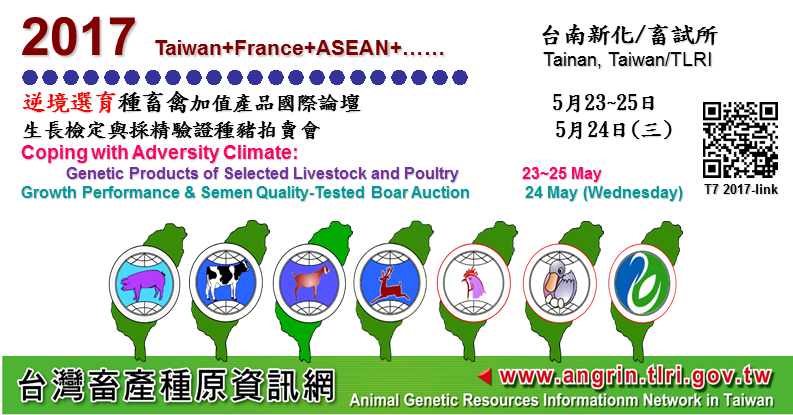 2017 Taiwan+France+ASEAN+……
台南新化/畜試所
Tainan, Taiwan/TLRI
逆境選育種畜禽加值產品國際論壇 5月23~25日
生長檢定與採精驗證種豬拍賣會 5月24日(三)
Coping with Adversity Climate:
Genetic Products of Selected Livestock and Poultry 23~25 May
Growth Performance & Semen Quality-Tested Boar Auction 24 May (Wednesday)
T7 2017-link
台灣畜產種原資訊網
www.angrin.tlri.gov.tw
Animal Genetic Resources Informationm Network in Taiwan